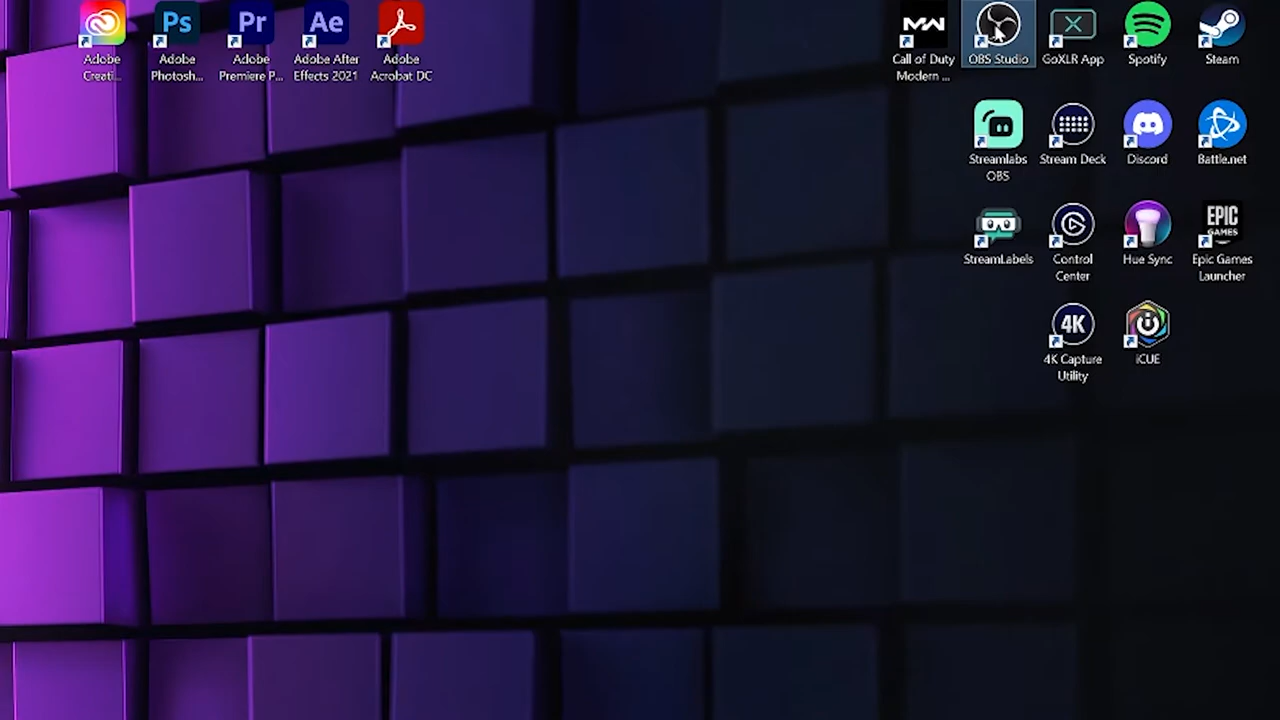 Ps
Pr
Ae
Adobe
Creati...
Adobe
Photosh...
Adobe
Premiere P...
Adobe After
Effects 2021
Adobe
Acrobat DC
MW
Call of Duty
Modern ...
OBS Studio
X
GoXLR App
Spotify
Steam
Streamlabs
OBS
Stream Deck
Discord
Battle.net
StreamLabels
Control
Center
Hue Sync
EPIC
GAMES
Epic Games
Launcher
4K
4K Capture
Utility
iCUE